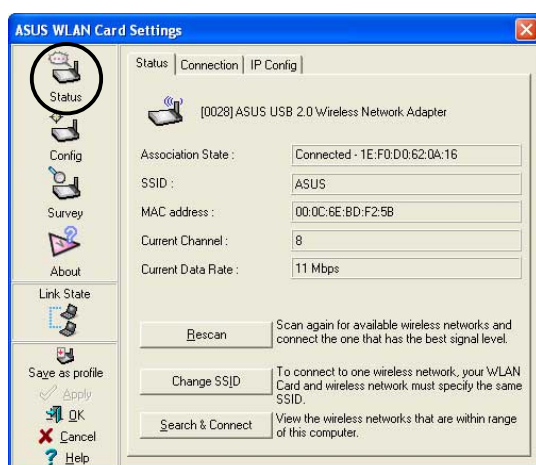 ASUS WLAN Card Settings
Status
Config
Survey
About
Link State
Save as profile
Apply
OK
Cancel
Help
Status Connection IP Config
[0028] ASUS USB 2.0 Wireless Network Adapter
Association State : Connected - 1E:F0:D0:62:0A:16
SSID : ASUS
MAC address : 00:0C:6E:BD:F2:5B
Current Channel : 8
Current Data Rate : 11 Mbps
Rescan
Scan again for available wireless networks and
connect the one that has the best signal level.
Change SSID
To connect to one wireless network, your WLAN
Card and wireless network must specify the same
SSID.
Search & Connect
View the wireless networks that are within range
of this computer.